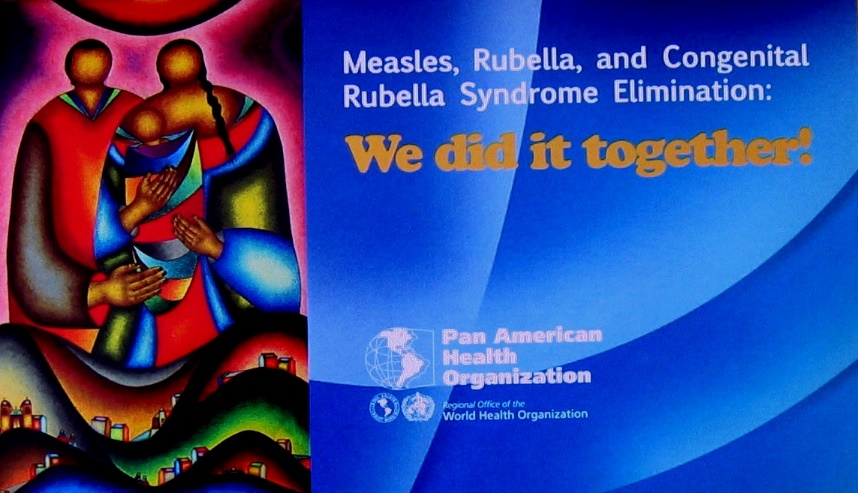 Measles, Rubella, and Congenital
Rubella Syndrome Elimination:
We did it together!
Pan American
Health
Organization
Regional Office of the
World Health Organization